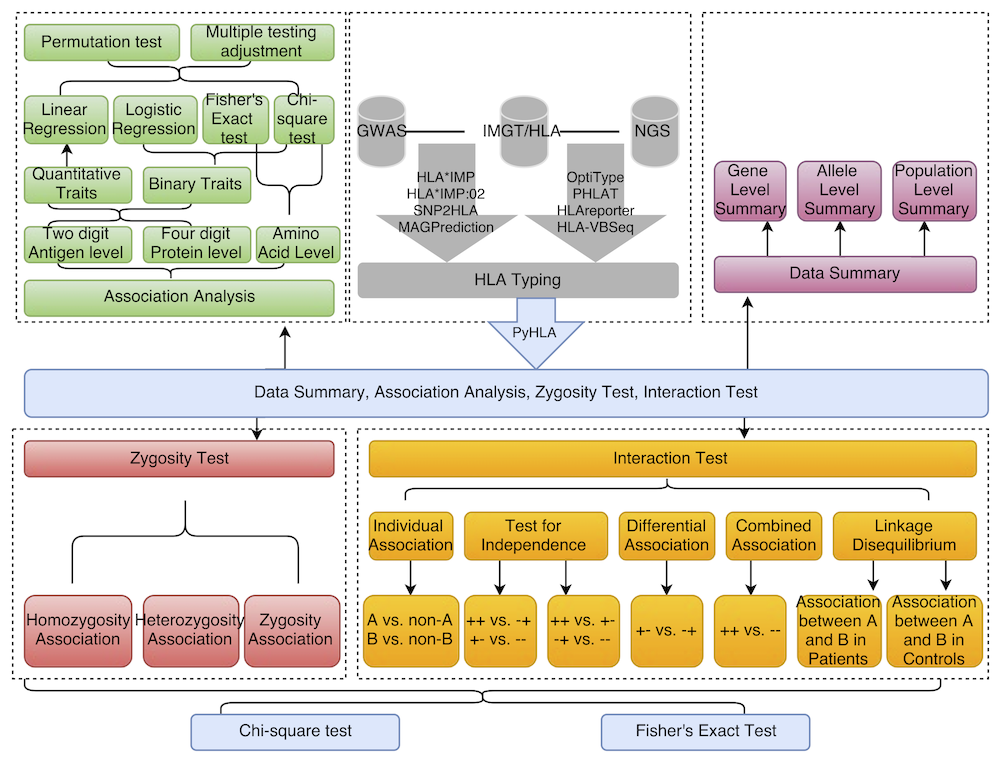 Permutation test
Multiple testing
adjustment
Linear
Regression
Logistic
Regression
Fisher's
Exact
test
Chi-
square
test
Quantitative
Traits
Binary Traits
Two digit
Antigen level
Four digit
Protein level
Amino
Acid Level
Association Analysis
GWAS
IMGT/HLA
NGS
HLA*IMP
HLA*IMP:02
SNP2HLA
MAGPrediction
OptiType
PHLAT
HLAreporter
HLA-VBSeq
HLA Typing
PyHLA
Gene
Level
Summary
Allele
Level
Summary
Population
Level
Summary
Data Summary
Data Summary, Association Analysis, Zygosity Test, Interaction Test
Zygosity Test
Homozygosity
Association
Heterozygosity
Association
Zygosity
Association
Interaction Test
Individual
Association
Test for
Independence
Differential
Association
Combined
Association
Linkage
Disequilibrium
A vs. non-A
B vs. non-B
++ vs. -+
+- vs. --
++ vs. +-
-+ vs. --
+- vs. -+
++ vs. --
Association
between A
and B in
Patients
Association
between A
and B in
Controls
Chi-square test
Fisher's Exact Test